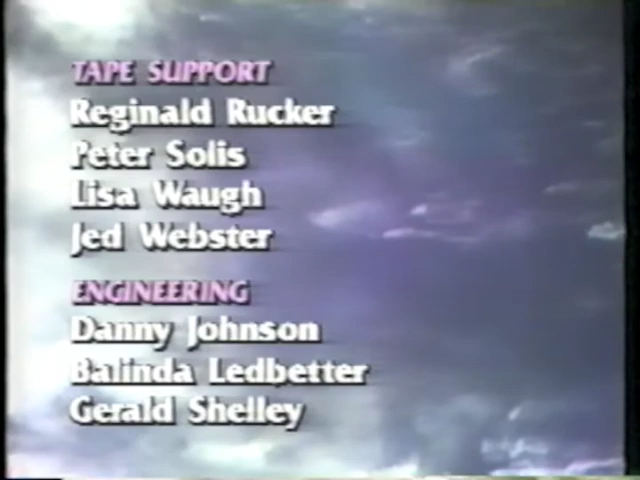 TAPE SUPPORT
Reginald Rucker
Peter Solis
Lisa Waugh
Jed Webster
ENGINEERING
Danny Johnson
Balinda Ledbetter
Gerald Shelley